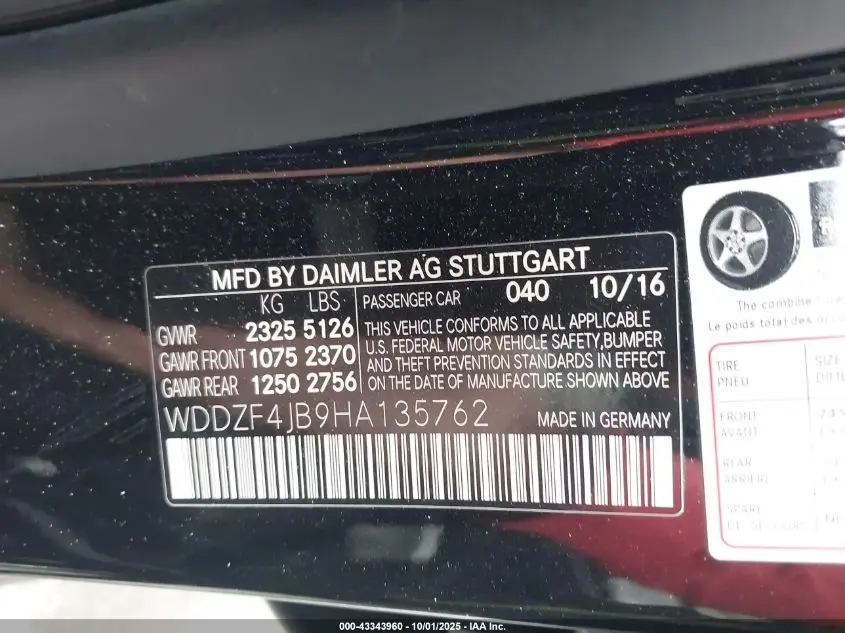 MFD BY DAIMLER AG STUTTGART
KG LBS
PASSENGER CAR 040 10/16
GVWR 2325 5126
GAWR FRONT 1075 2370
GAWR REAR 1250 2756
THIS VEHICLE CONFORMS TO ALL APPLICABLE
U.S. FEDERAL MOTOR VEHICLE SAFETY,BUMPER
AND THEFT PREVENTION STANDARDS IN EFFECT
ON THE DATE OF MANUFACTURE SHOWN ABOVE
WDDZF4JB9HA135762
MADE IN GERMANY
The combine
Le poids total des
TIRE
PNEU
SIZE
FRONT
AVANT
REAR
SPARE
DE SECOURS
000-43343960 - 10/01/2025 - IAA Inc.